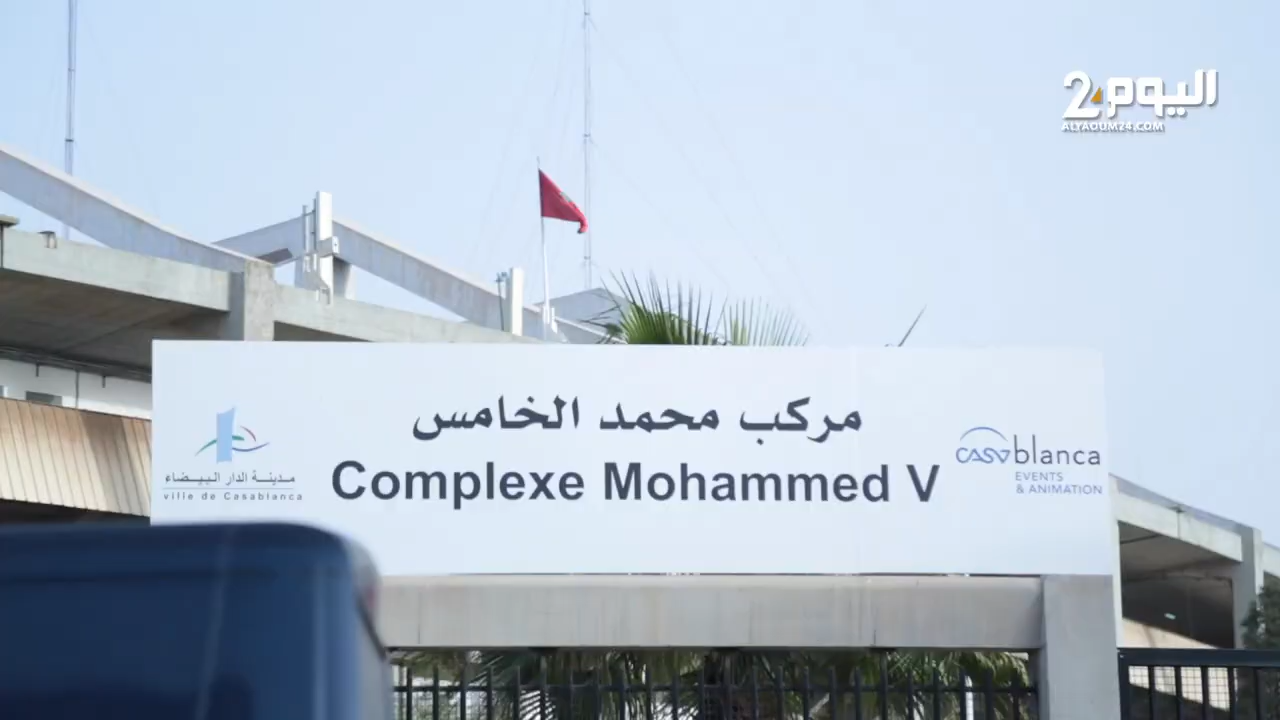 اليوم 24
ALYAOUM24.COM
مركب محمد الخامس
Complexe Mohammed V
مدينة الدار البيضاء
ville de Casablanca
CASABLANCA
EVENTS
& ANIMATION